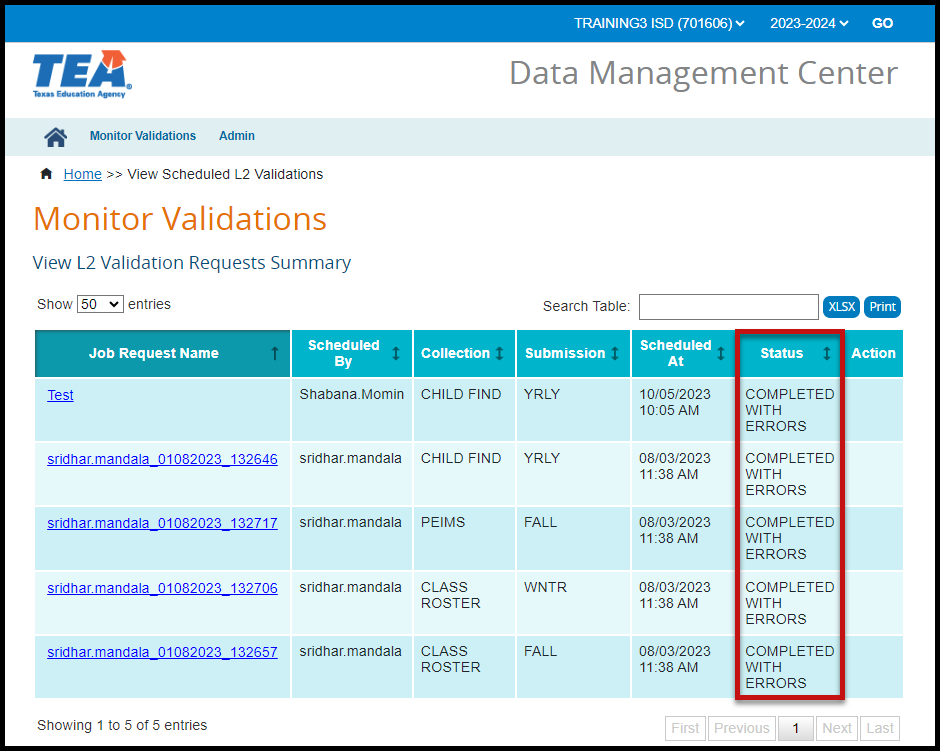 TRAINING3 ISD (701606) 2023-2024 GO
TEA
Texas Education Agency
Data Management Center
Monitor Validations Admin
Home >> View Scheduled L2 Validations
Monitor Validations
View L2 Validation Requests Summary
Show 50 entries
Search Table: XLSX Print
Job Request Name Scheduled By Collection Submission Scheduled At Status Action
Test Shabana.Momin CHILD FIND YRLY 10/05/2023 10:05 AM COMPLETED WITH ERRORS
sridhar.mandala_01082023_132646 sridhar.mandala CHILD FIND YRLY 08/03/2023 11:38 AM COMPLETED WITH ERRORS
sridhar.mandala_01082023_132717 sridhar.mandala PEIMS FALL 08/03/2023 11:38 AM COMPLETED WITH ERRORS
sridhar.mandala_01082023_132706 sridhar.mandala CLASS ROSTER WNTR 08/03/2023 11:38 AM COMPLETED WITH ERRORS
sridhar.mandala_01082023_132657 sridhar.mandala CLASS ROSTER FALL 08/03/2023 11:38 AM COMPLETED WITH ERRORS
Showing 1 to 5 of 5 entries
First Previous 1 Next Last